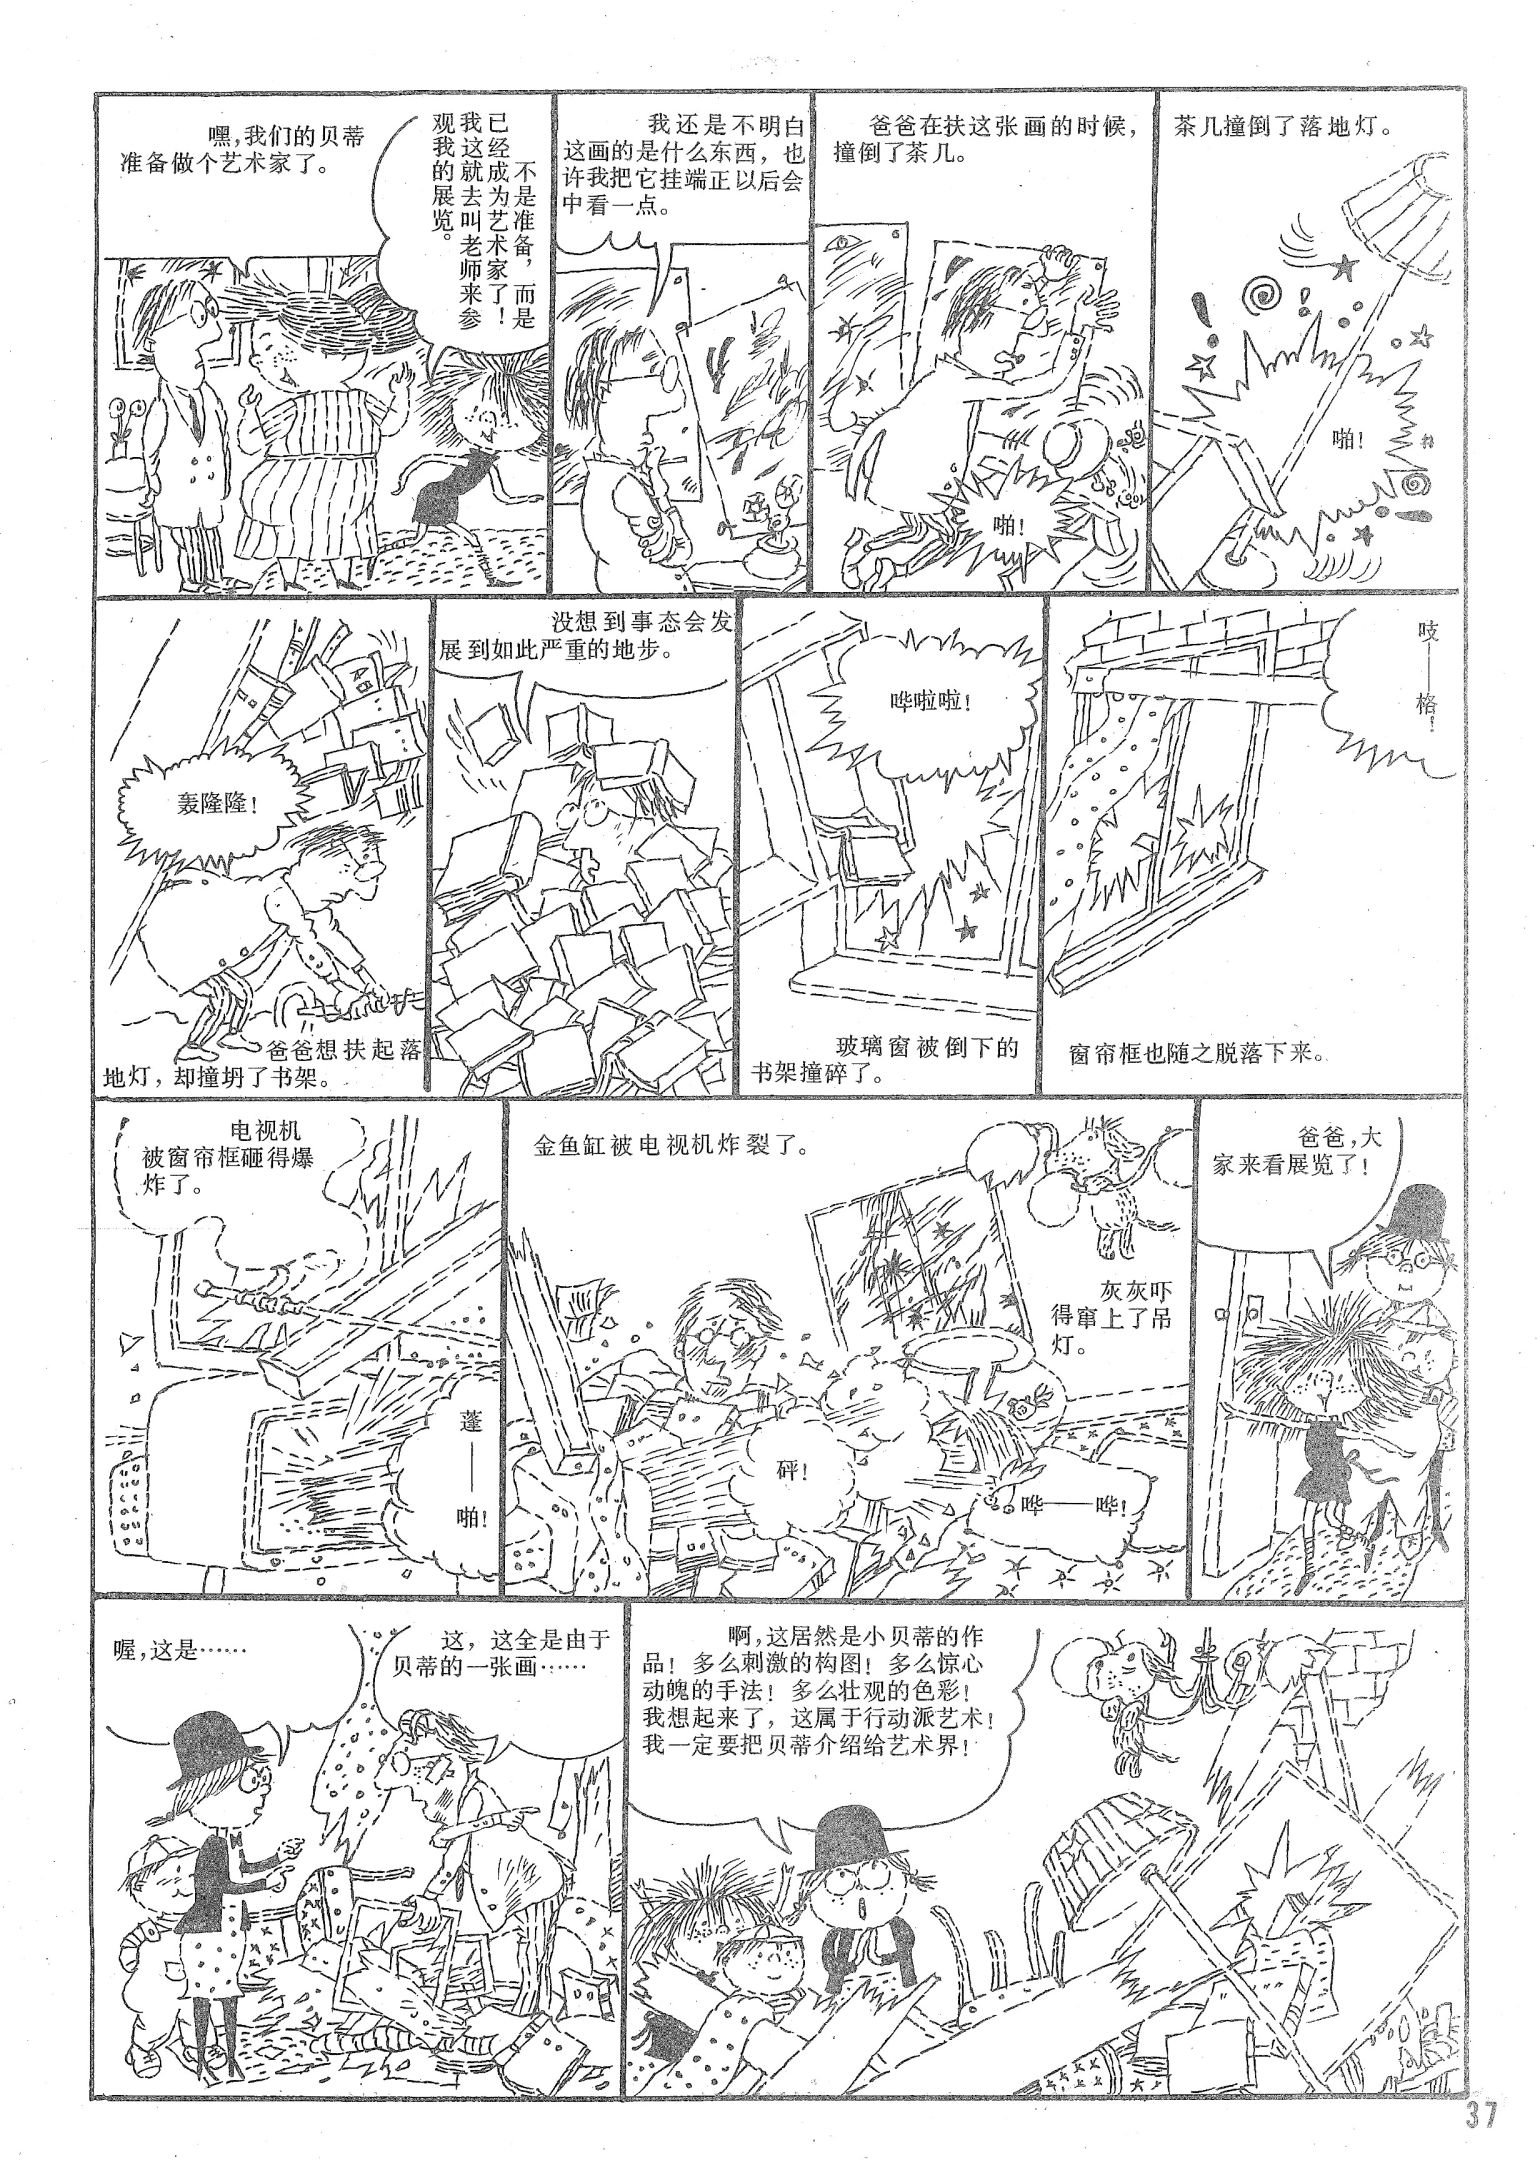 嘿，我们的贝蒂
准备做个艺术家了。
不是准备，而是
已经成为艺术家了！
我这就去叫老师来参
观我的展览。
我还是不明白
这画的是什么东西，也
许我把它挂端正以后会
中看一点。
爸爸在扶这张画的时候，
撞倒了茶几。
啪！
茶几撞倒了落地灯。
啪！
轰隆隆！
爸爸想扶起落
地灯，却撞坍了书架。
没想到事态会发
展到如此严重的地步。
哗啦啦！
玻璃窗被倒下的
书架撞碎了。
吱——格！
窗帘框也随之脱落下来。
电视机
被窗帘框砸得爆
炸了。
蓬——啪！
金鱼缸被电视机炸裂了。
灰灰吓
得窜上了吊
灯。
砰！
哗——哗！
爸爸，大
家来看展览了！
喔，这是……
这，这全是由于
贝蒂的一张画……
啊，这居然是小贝蒂的作
品！多么刺激的构图！多么惊心
动魄的手法！多么壮观的色彩！
我想起来了，这属于行动派艺术！
我一定要把贝蒂介绍给艺术界！
37